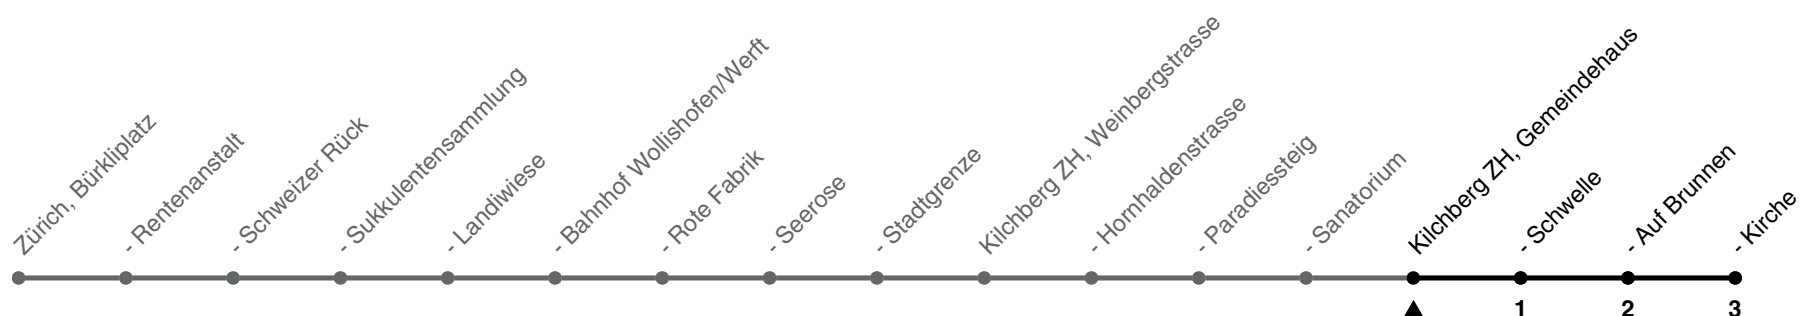 Zürich, Bürkliplatz
- Rentenanstalt
- Schweizer Rück
- Sukkulentensammlung
- Landiwiese
- Bahnhof Wollishofen/Werft
- Rote Fabrik
- Seerose
- Stadtgrenze
Kilchberg ZH, Weinbergstrasse
- Hornhaldenstrasse
- Paradiessteig
- Sanatorium
Kilchberg ZH, Gemeindehaus
- Schwelle
- Auf Brunnen
- Kirche
1
2
3